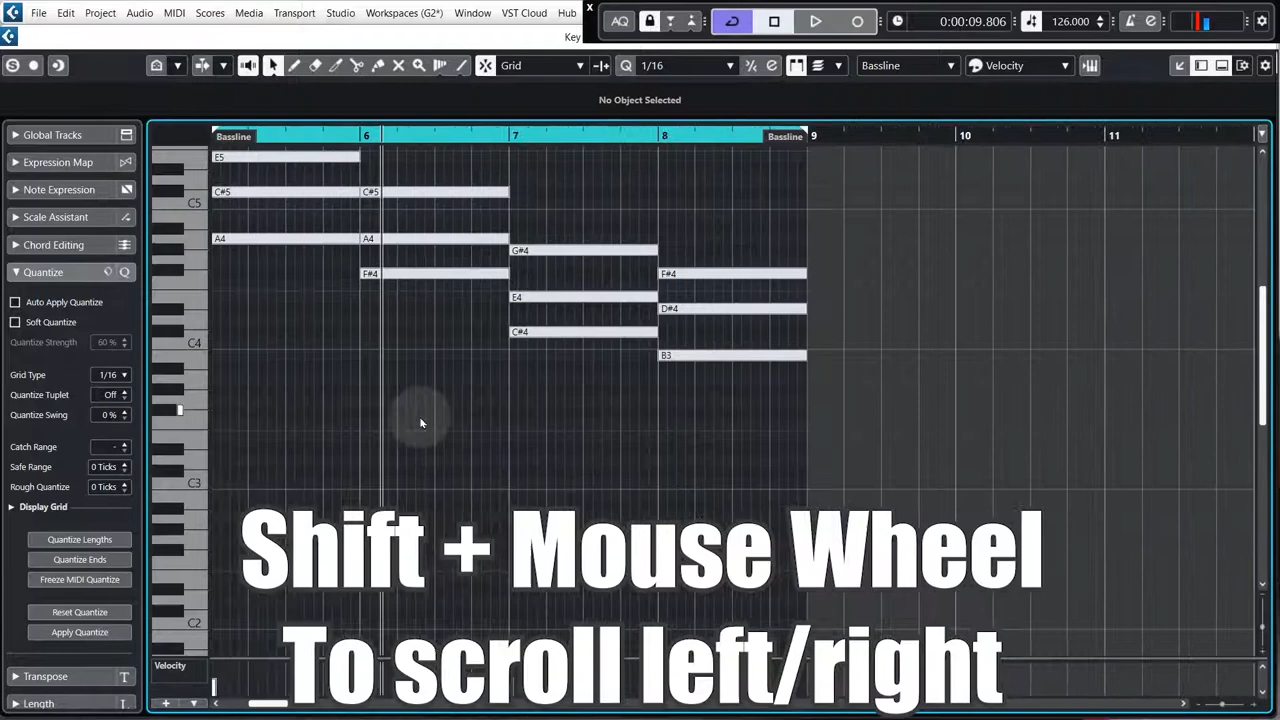 File Edit Project Audio MIDI Scores Media Transport Studio Workspaces (G2*) Window VST Cloud Hub
x
AQ 0:00:09.806 126.000
Key
Grid 1/16 Bassline Velocity
No Object Selected
Global Tracks
Expression Map
Note Expression
Scale Assistant
Chord Editing
Quantize
Auto Apply Quantize
Soft Quantize
Quantize Strength 60 %
Grid Type 1/16
Quantize Tuplet Off
Quantize Swing 0 %
Catch Range -
Safe Range 0 Ticks
Rough Quantize 0 Ticks
Display Grid
Quantize Lengths
Quantize Ends
Freeze MIDI Quantize
Reset Quantize
Apply Quantize
Transpose
Length
Bassline 6 7 8 Bassline 9 10 11
E5
C#5 C#5
C5
A4 A4
G#4
F#4 F#4
E4
D#4
C#4
C4
B3
C3
C2
Velocity
Shift + Mouse Wheel
To scroll left/right